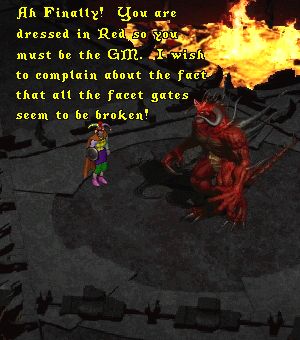 Ah Finally!  You are
dressed in Red so you
must be the GM.  I wish
to complain about the fact
that all the facet gates
seem to be broken!